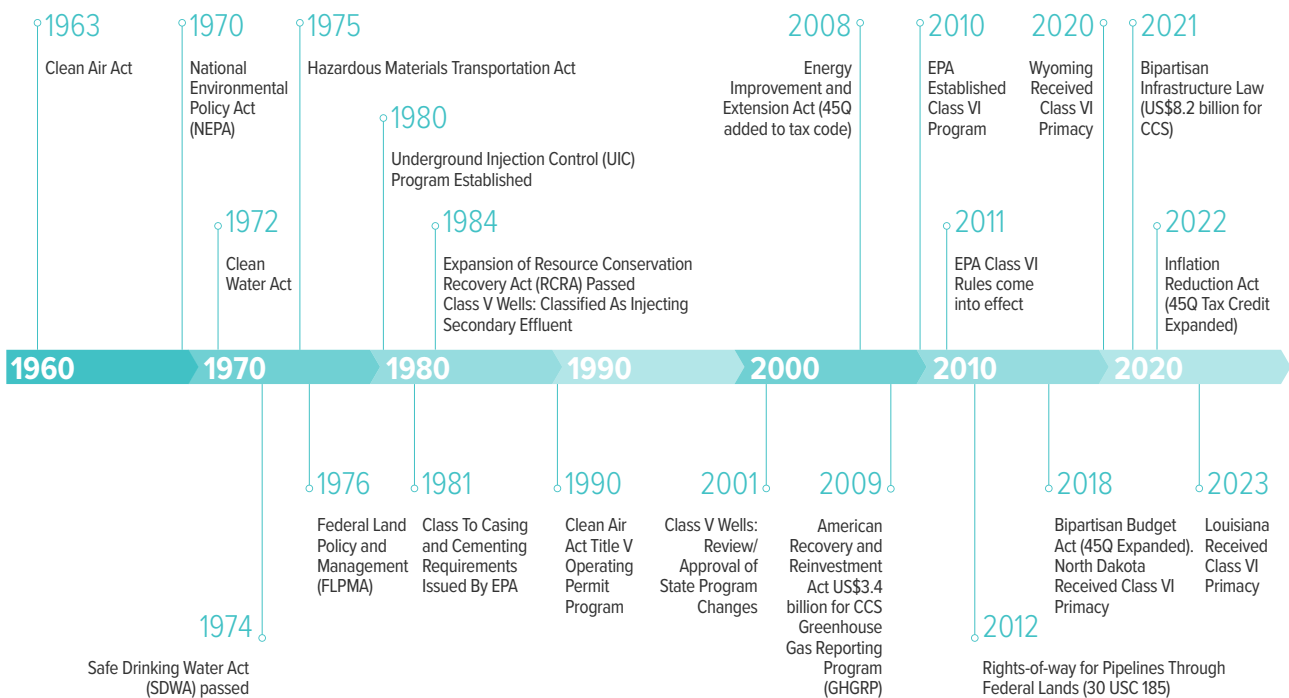 1963
Clean Air Act
1970
National
Environmental
Policy Act
(NEPA)
1975
Hazardous Materials Transportation Act
1980
Underground Injection Control (UIC)
Program Established
1972
Clean
Water Act
1984
Expansion of Resource Conservation
Recovery Act (RCRA) Passed
Class V Wells: Classified As Injecting
Secondary Effluent
2008
Energy
Improvement and
Extension Act (45Q
added to tax code)
2010
EPA
Established
Class VI
Program
2020
Wyoming
Received
Class VI
Primacy
2021
Bipartisan
Infrastructure Law
(US$8.2 billion for
CCS)
2011
EPA Class VI
Rules come
into effect
2022
Inflation
Reduction Act
(45Q Tax Credit
Expanded)
1960 1970 1980 1990 2000 2010 2020
1974
Safe Drinking Water Act
(SDWA) passed
1976
Federal Land
Policy and
Management
(FLPMA)
1981
Class To Casing
and Cementing
Requirements
Issued By EPA
1990
Clean Air
Act Title V
Operating
Permit
Program
2001
Class V Wells:
Review/
Approval of
State Program
Changes
2009
American
Recovery and
Reinvestment
Act US$3.4
billion for CCS
Greenhouse
Gas Reporting
Program
(GHGRP)
2012
Rights-of-way for Pipelines Through
Federal Lands (30 USC 185)
2018
Bipartisan Budget
Act (45Q Expanded).
North Dakota
Received Class VI
Primacy
2023
Louisiana
Received
Class VI
Primacy